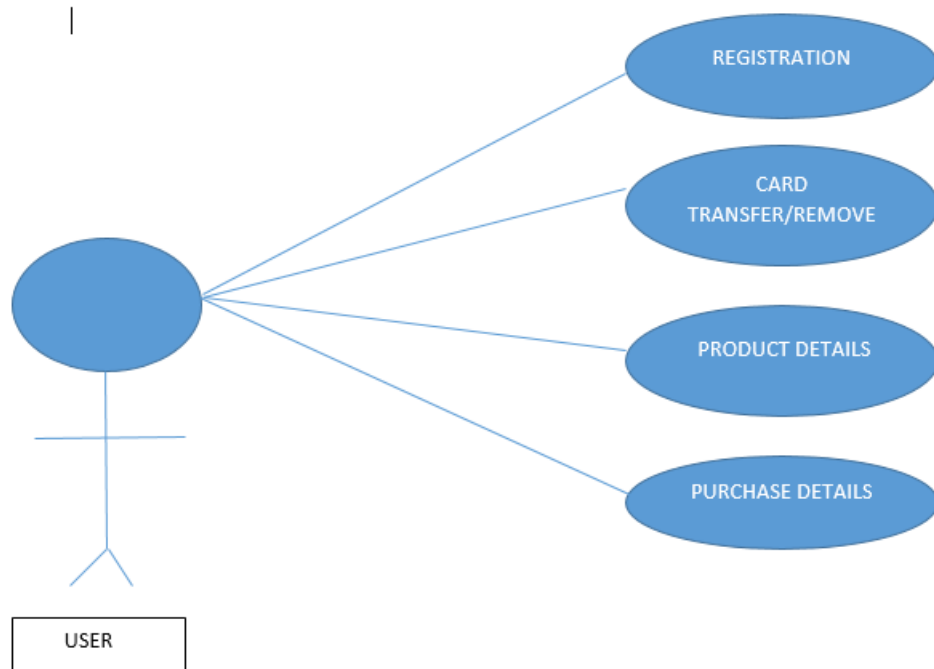 REGISTRATION
CARD
TRANSFER/REMOVE
PRODUCT DETAILS
PURCHASE DETAILS
USER